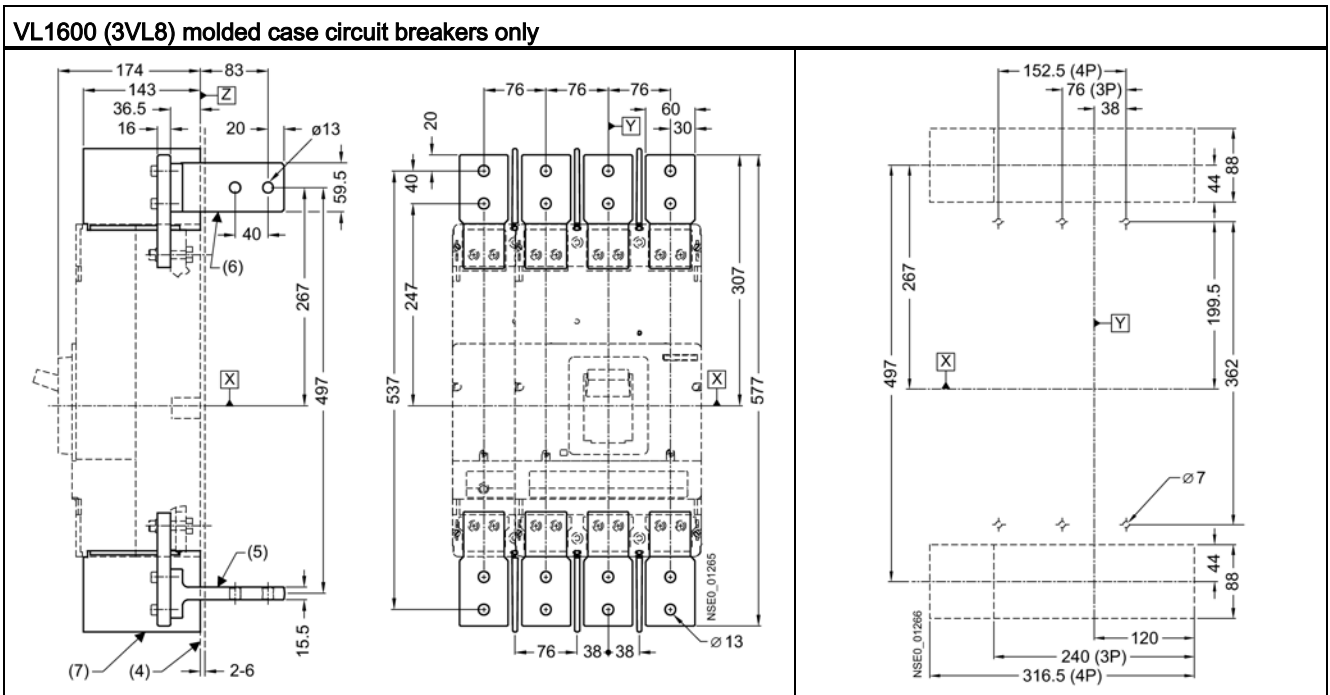 VL1600 (3VL8) molded case circuit breakers only
174
83
143
Z
36.5
16
20
ø13
59.5
40
(6)
267
497
X
(5)
15.5
(7)
(4)
2-6
76
76
76
60
30
Y
20
40
247
537
307
577
X
NSE0_01265
76
38
38
Ø 13
152.5 (4P)
76 (3P)
38
88
44
267
497
199.5
362
Y
X
Ø 7
44
88
NSE0_01266
120
240 (3P)
316.5 (4P)